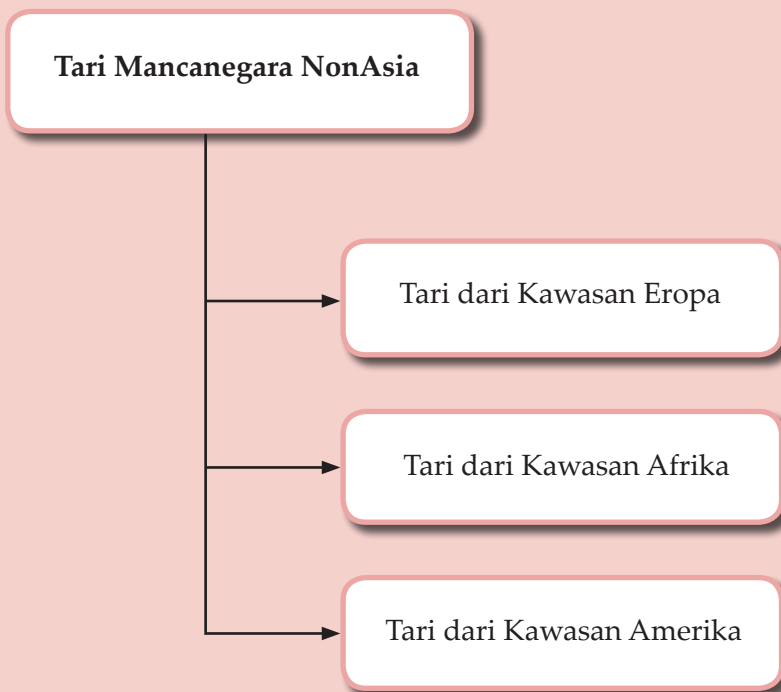 Tari Mancanegara NonAsia
Tari dari Kawasan Eropa
Tari dari Kawasan Afrika
Tari dari Kawasan Amerika